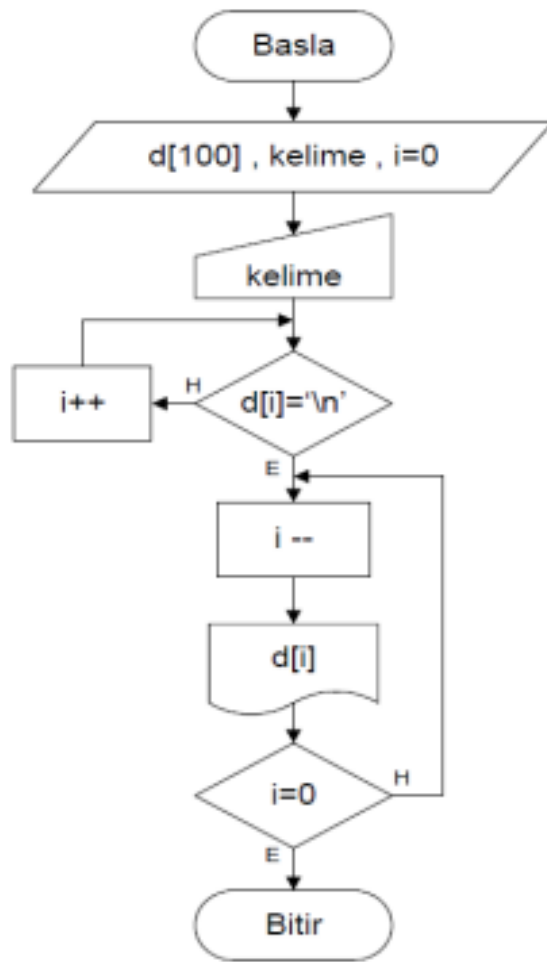 Basla
d[100] , kelime , i=0
kelime
H
i++
d[i]='\n'
E
i --
d[i]
i=0
H
E
Bitir